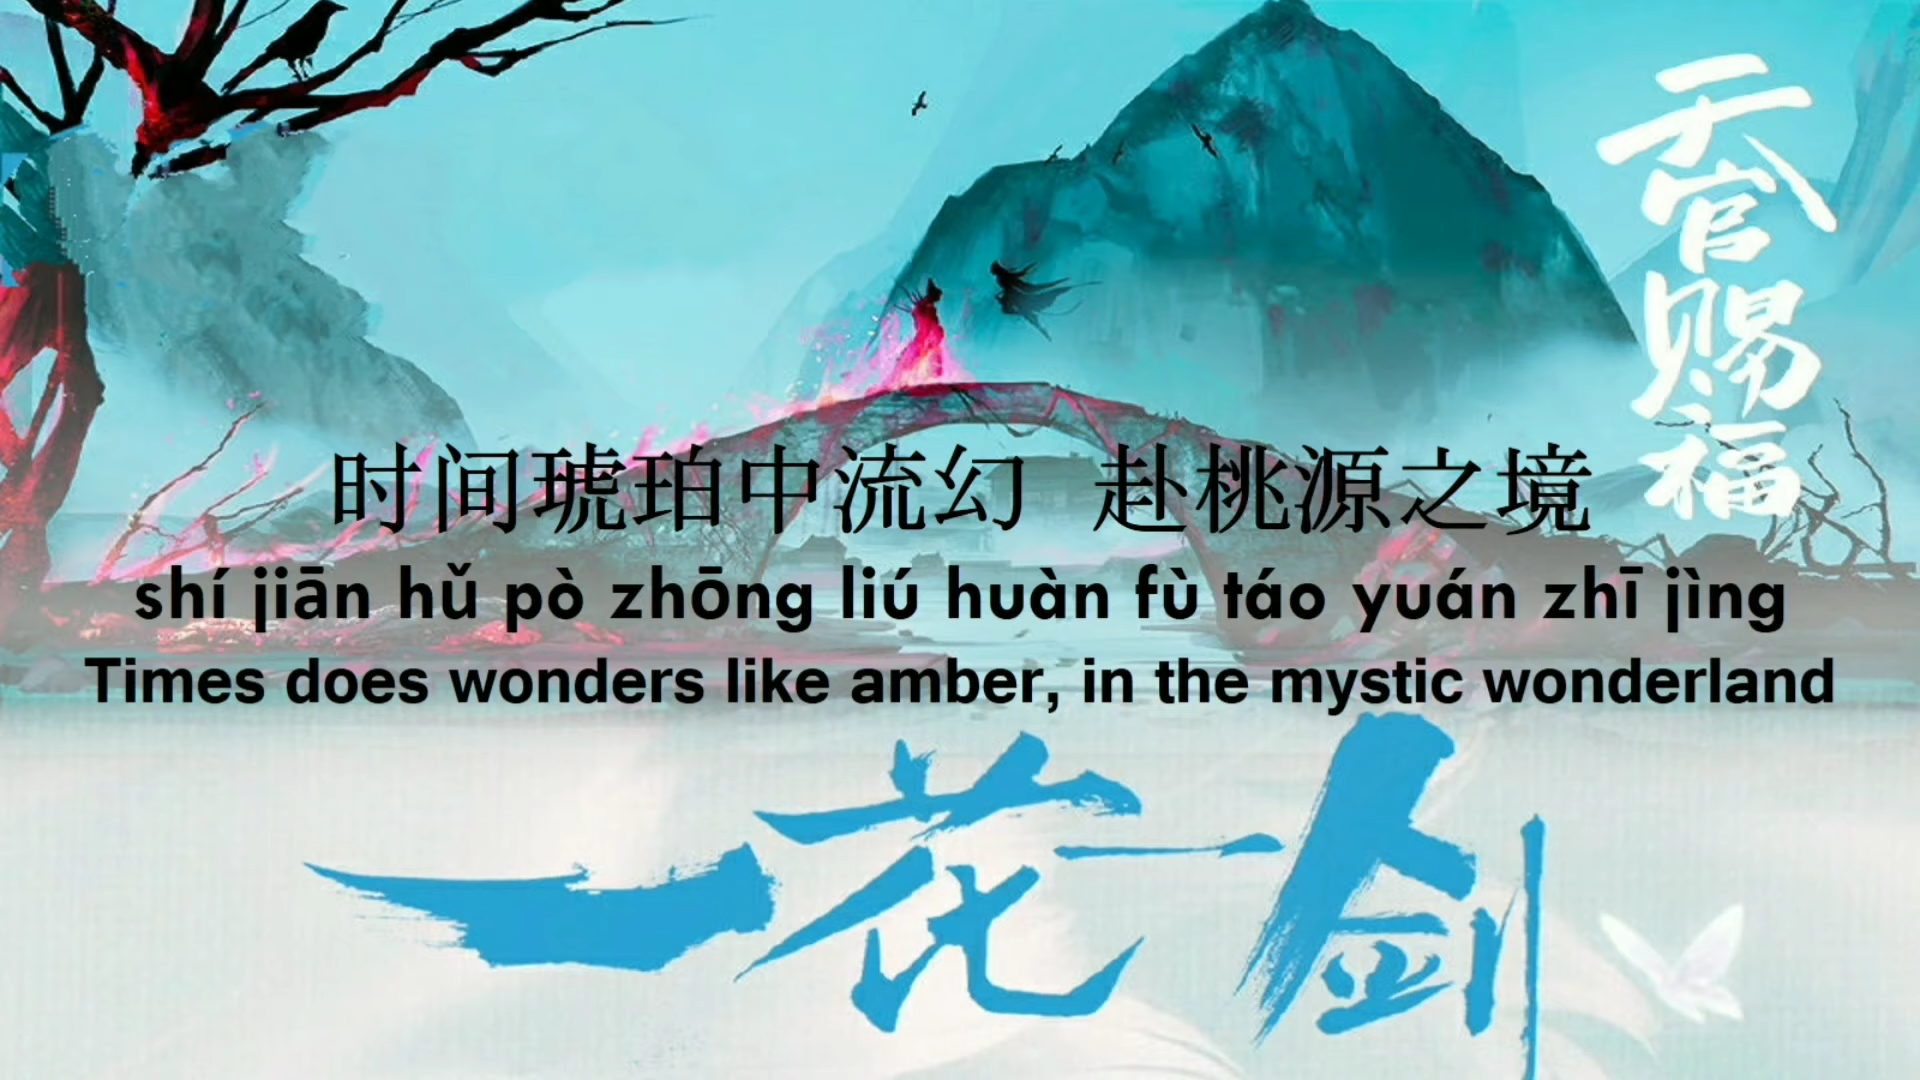 天官赐福
时间琥珀中流幻 赴桃源之境
shí jiān hǔ pò zhōng liú huàn fù táo yuán zhī jìng
Times does wonders like amber, in the mystic wonderland
一花一剑